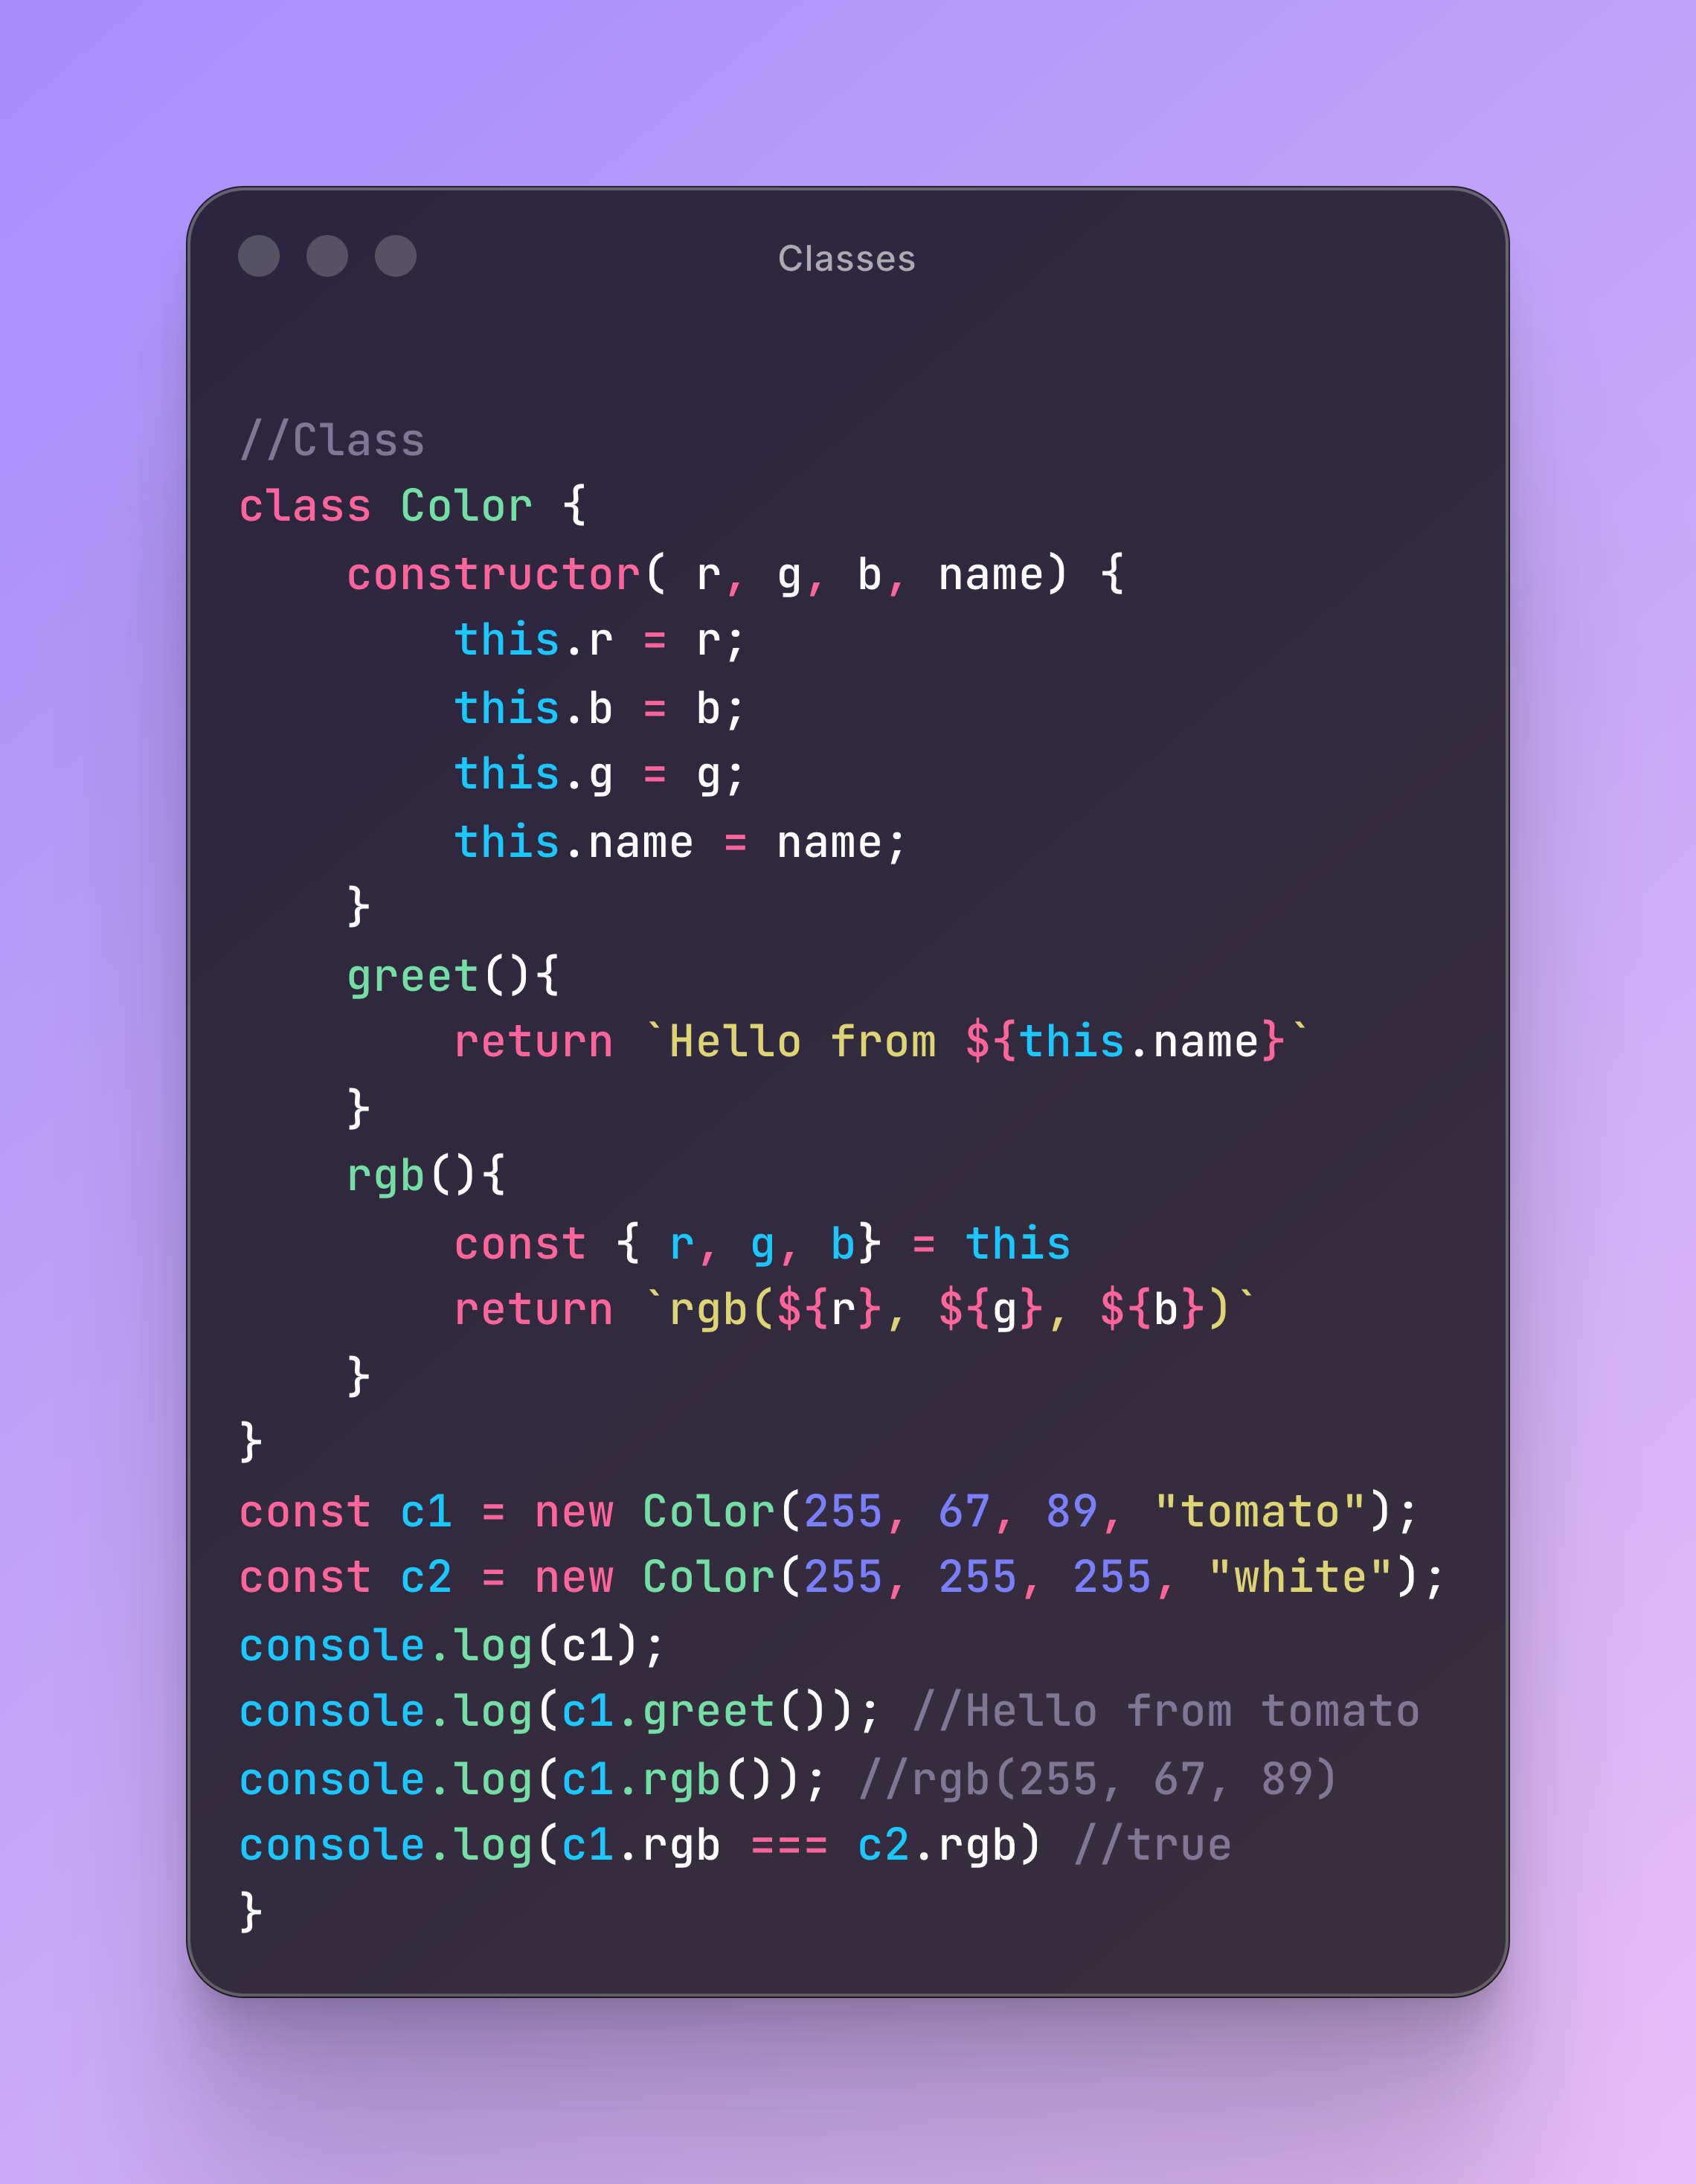 Classes
//Class
class Color {
    constructor( r, g, b, name) {
        this.r = r;
        this.b = b;
        this.g = g;
        this.name = name;
    }
    greet(){
        return `Hello from ${this.name}`
    }
    rgb(){
        const { r, g, b} = this
        return `rgb(${r}, ${g}, ${b})`
    }
}
const c1 = new Color(255, 67, 89, "tomato");
const c2 = new Color(255, 255, 255, "white");
console.log(c1);
console.log(c1.greet()); //Hello from tomato
console.log(c1.rgb()); //rgb(255, 67, 89)
console.log(c1.rgb === c2.rgb) //true
}